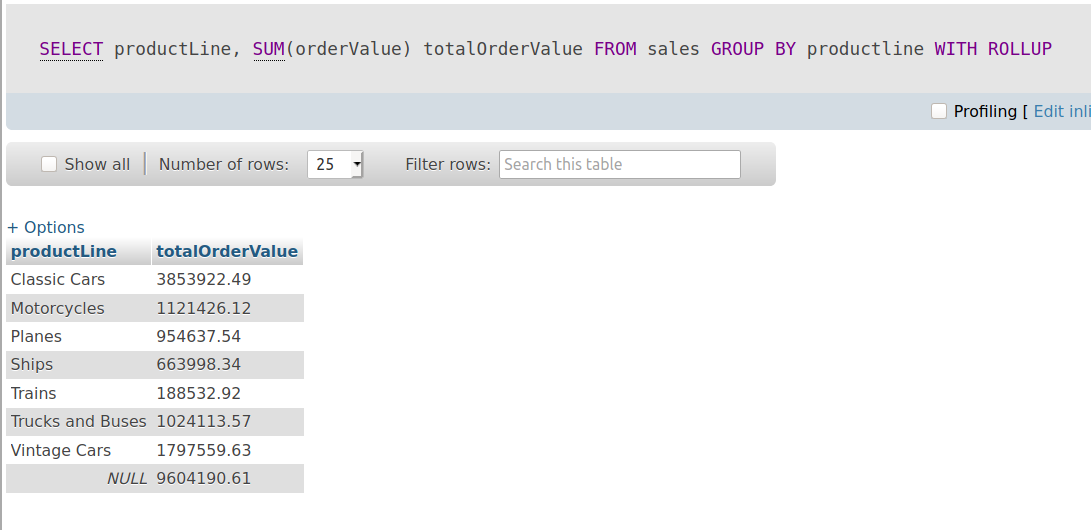 SELECT productLine, SUM(orderValue) totalOrderValue FROM sales GROUP BY productline WITH ROLLUP
Profiling [ Edit inli
Show all Number of rows: 25 Filter rows: Search this table
+ Options
productLine totalOrderValue
Classic Cars 3853922.49
Motorcycles 1121426.12
Planes 954637.54
Ships 663998.34
Trains 188532.92
Trucks and Buses 1024113.57
Vintage Cars 1797559.63
NULL 9604190.61